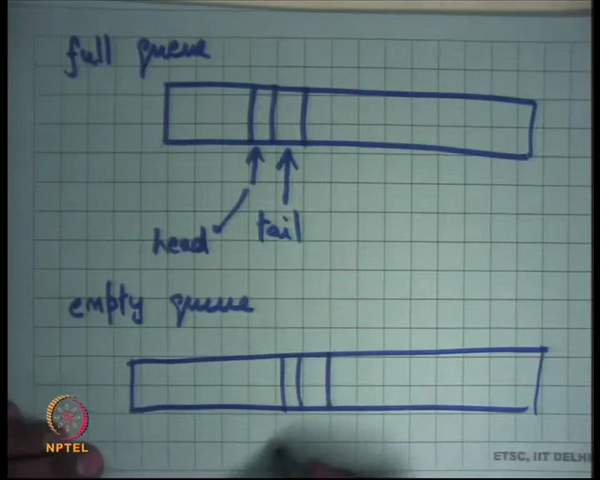 full queue
head
tail
empty queue
NPTEL
ETSC, IIT DELHI